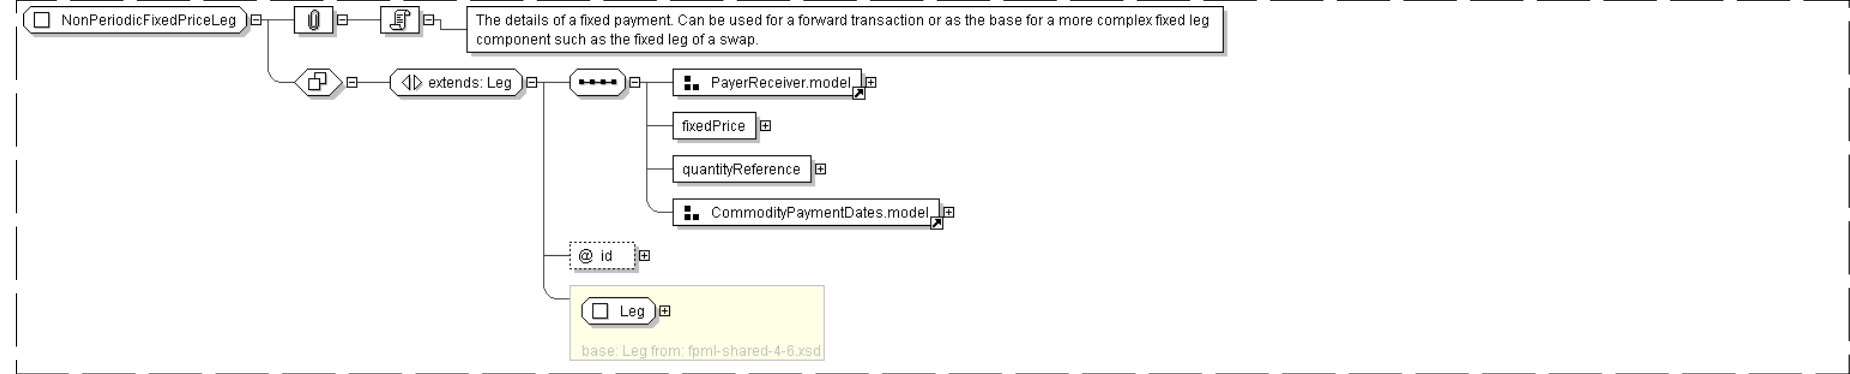 NonPeriodicFixedPriceLeg
The details of a fixed payment. Can be used for a forward transaction or as the base for a more complex fixed leg
component such as the fixed leg of a swap.
extends: Leg
PayerReceiver.model
fixedPrice
quantityReference
CommodityPaymentDates.model
@ id
Leg
base: Leg from: fpml-shared-4-6.xsd